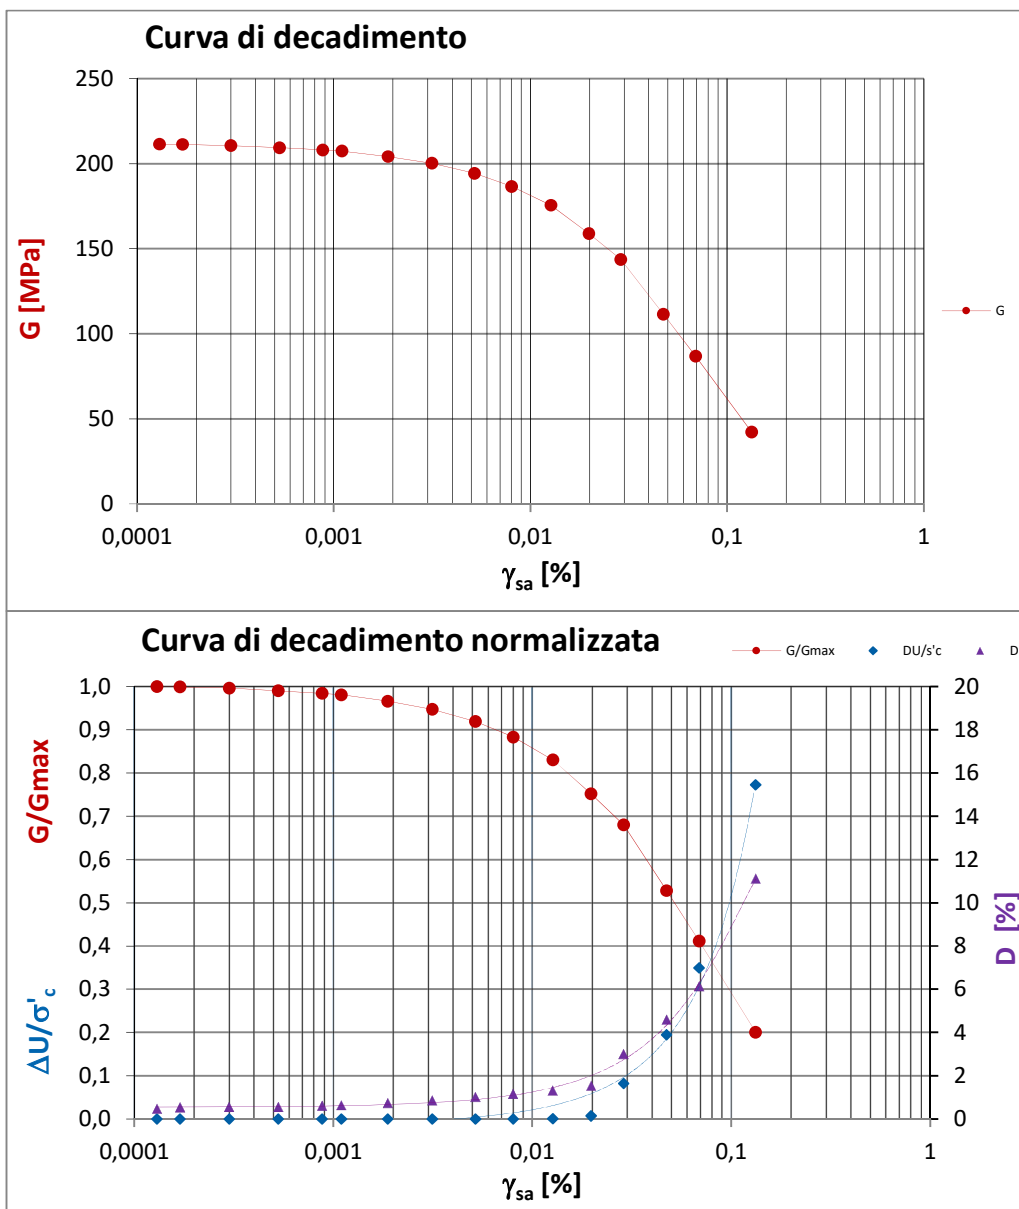 Curva di decadimento
250
200
150
100
50
0
G [MPa]
0,0001 0,001 0,01 0,1 1
γsa [%]
G
Curva di decadimento normalizzata
G/Gmax DU/s'c D
1,0
0,9
0,8
0,7
0,6
0,5
0,4
0,3
0,2
0,1
0,0
G/Gmax
ΔU/σ'c
20
18
16
14
12
10
8
6
4
2
0
D [%]
0,0001 0,001 0,01 0,1 1
γsa [%]